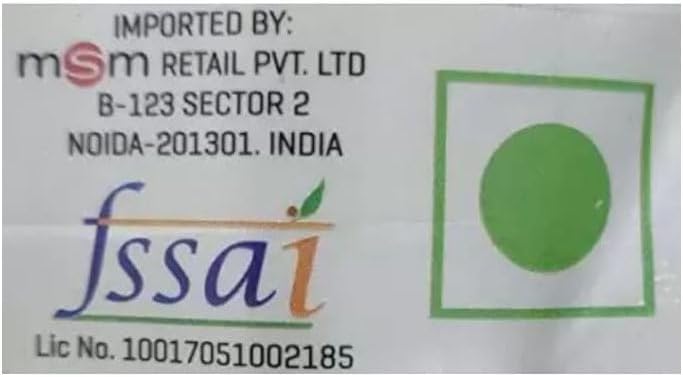 IMPORTED BY:
mSm RETAIL PVT. LTD
B-123 SECTOR 2
NOIDA-201301. INDIA
fssai
Lic No. 10017051002185